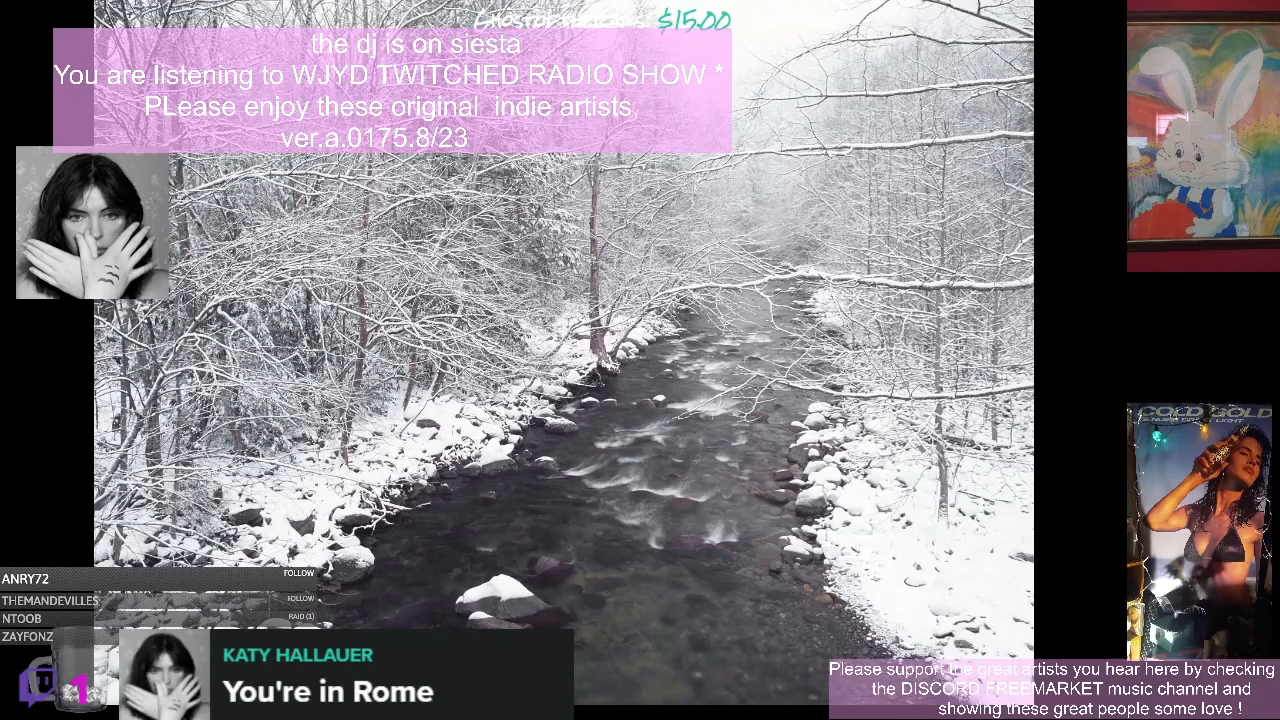 $15.00
the dj is on siesta
You are listening to WJYD TWITCHED RADIO SHOW *
PLease enjoy these original indie artists,
ver.a.0175.8/23
COLD GOLD
ANRY72 FOLLOW
THEMANDEVILLES FOLLOW
NTOOB RAID (1)
ZAYFONZ
1
KATY HALLAUER
You're in Rome
Please support the great artists you hear here by checking
the DISCORD FREEMARKET music channel and
showing these great people some love !